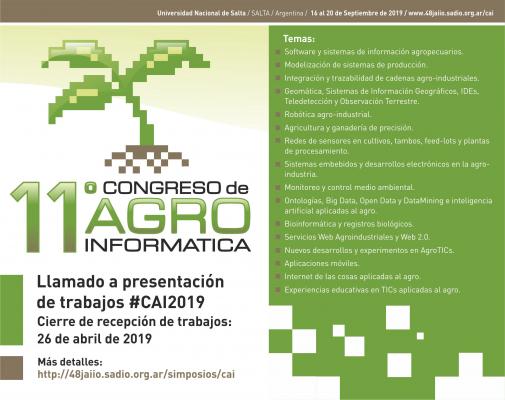 Universidad Nacional de Salta / SALTA / Argentina / 16 al 20 de Septiembre de 2019 / www.48jaiio.sadio.org.ar/cai
11º CONGRESO de
AGRO
INFORMATICA
Llamado a presentación
de trabajos #CAI2019
Cierre de recepción de trabajos:
26 de abril de 2019
Más detalles:
http://48jaiio.sadio.org.ar/simposios/cai
Temas:
Software y sistemas de información agropecuarios.
Modelización de sistemas de producción.
Integración y trazabilidad de cadenas agro-industriales.
Geomática, Sistemas de Información Geográficos, IDEs,
Teledetección y Observación Terrestre.
Robótica agro-industrial.
Agricultura y ganadería de precisión.
Redes de sensores en cultivos, tambos, feed-lots y plantas
de procesamiento.
Sistemas embebidos y desarrollos electrónicos en la agro-
industria.
Monitoreo y control medio ambiental.
Ontologías, Big Data, Open Data y DataMining e inteligencia
artificial aplicadas al agro.
Bioinformática y registros biológicos.
Servicios Web Agroindustriales y Web 2.0.
Nuevos desarrollos y experimentos en AgroTICs.
Aplicaciones móviles.
Internet de las cosas aplicadas al agro.
Experiencias educativas en TICs aplicadas al agro.